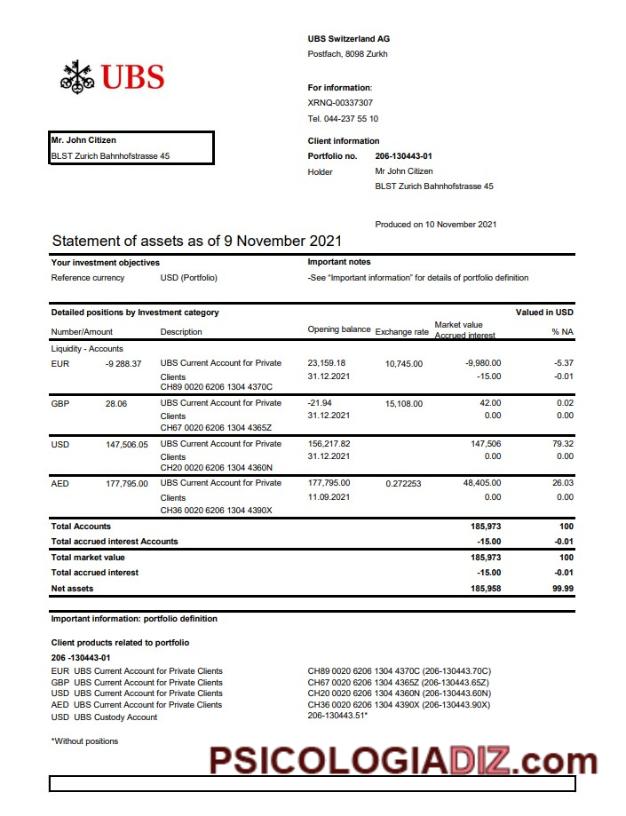 UBS
UBS Switzerland AG
Postfach, 8098 Zurkh
For information:
XRNQ-00337307
Tel. 044-237 55 10
Mr. John Citizen
BLST Zurich Bahnhofstrasse 45
Client information
Portfolio no. 206-130443-01
Holder Mr John Citizen
BLST Zurich Bahnhofstrasse 45
Produced on 10 November 2021
Statement of assets as of 9 November 2021
Your investment objectives Important notes
Reference currency USD (Portfolio) -See “Important information” for details of portfolio definition
Detailed positions by Investment category Valued in USD
Number/Amount Description Opening balance Exchange rate Market value Accrued interest % NA
Liquidity - Accounts
EUR -9 288.37 UBS Current Account for Private 23,159.18 10,745.00 -9,980.00 -5.37
Clients 31.12.2021 -15.00 -0.01
CH89 0020 6206 1304 4370C
GBP 28.06 UBS Current Account for Private -21.94 15,108.00 42.00 0.02
Clients 31.12.2021 0.00 0.00
CH67 0020 6206 1304 4365Z
USD 147,506.05 UBS Current Account for Private 156,217.82 147,506 79.32
Clients 31.12.2021 0.00 0.00
CH20 0020 6206 1304 4360N
AED 177,795.00 UBS Current Account for Private 177,795.00 0.272253 48,405.00 26.03
Clients 11.09.2021 0.00 0.00
CH36 0020 6206 1304 4390X
Total Accounts 185,973 100
Total accrued interest Accounts -15.00 -0.01
Total market value 185,973 100
Total accrued interest -15.00 -0.01
Net assets 185,958 99.99
Important information: portfolio definition
Client products related to portfolio
206 -130443-01
EUR UBS Current Account for Private Clients CH89 0020 6206 1304 4370C (206-130443.70C)
GBP UBS Current Account for Private Clients CH67 0020 6206 1304 4365Z (206-130443.65Z)
USD UBS Current Account for Private Clients CH20 0020 6206 1304 4360N (206-130443.60N)
AED UBS Current Account for Private Clients CH36 0020 6206 1304 4390X (206-130443.90X)
USD UBS Custody Account 206-130443.51*
*Without positions
PSICOLOGIADIZ.com